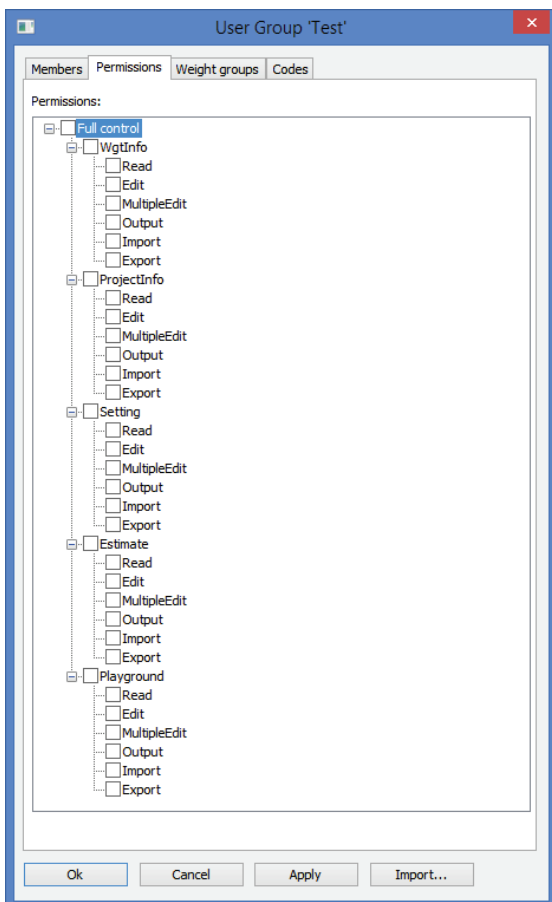 User Group 'Test'
Members Permissions Weight groups Codes
Permissions:
Full control
WgtInfo
Read
Edit
MultipleEdit
Output
Import
Export
ProjectInfo
Read
Edit
MultipleEdit
Output
Import
Export
Setting
Read
Edit
MultipleEdit
Output
Import
Export
Estimate
Read
Edit
MultipleEdit
Output
Import
Export
Playground
Read
Edit
MultipleEdit
Output
Import
Export
Ok Cancel Apply Import...